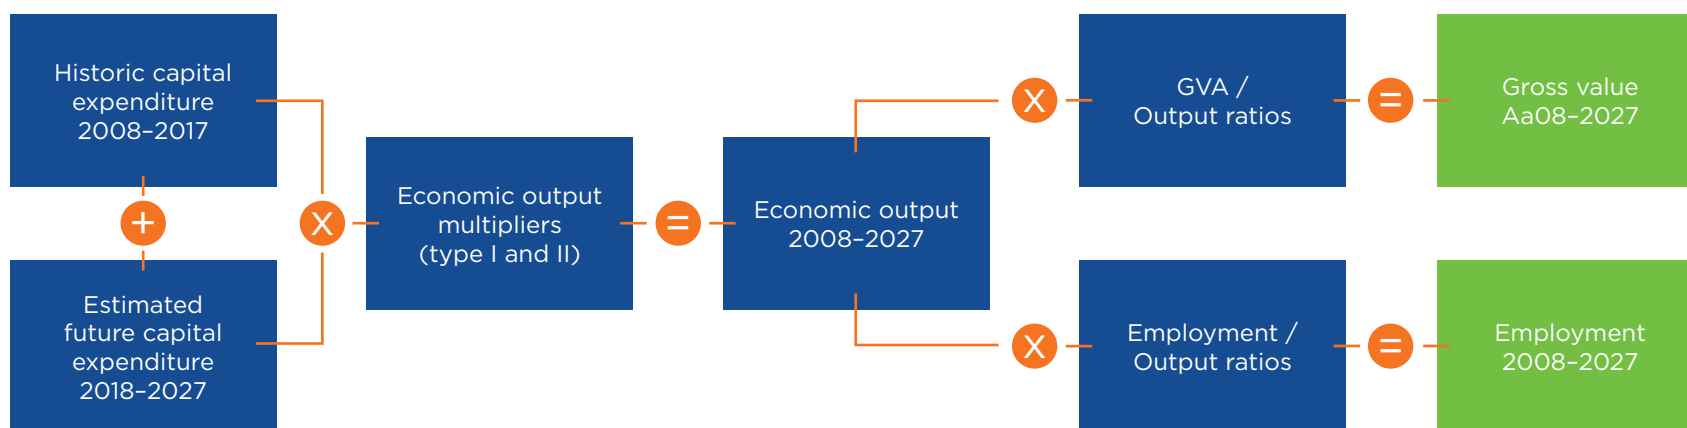 Historic capital
expenditure
2008–2017
+
Estimated
future capital
expenditure
2018–2027
X
Economic output
multipliers
(type I and II)
=
Economic output
2008–2027
X
GVA /
Output ratios
=
Gross value
Aa08–2027
X
Employment /
Output ratios
=
Employment
2008–2027